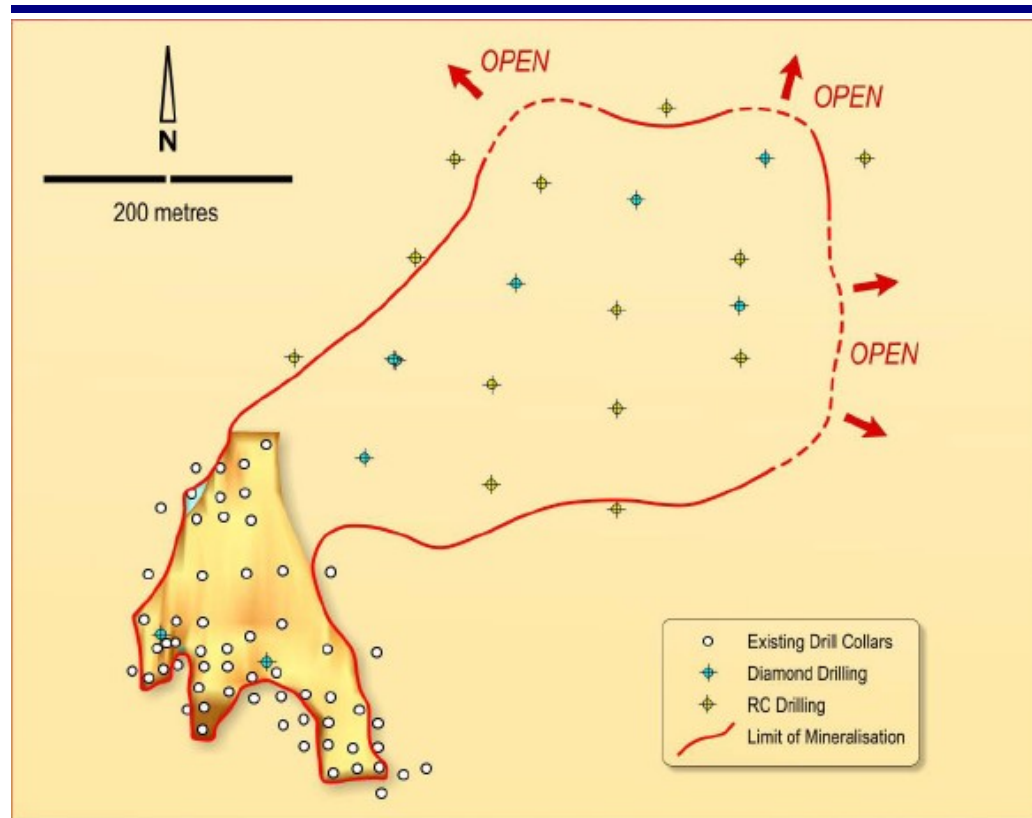 OPEN
OPEN
N
200 metres
OPEN
Existing Drill Collars
Diamond Drilling
RC Drilling
Limit of Mineralisation